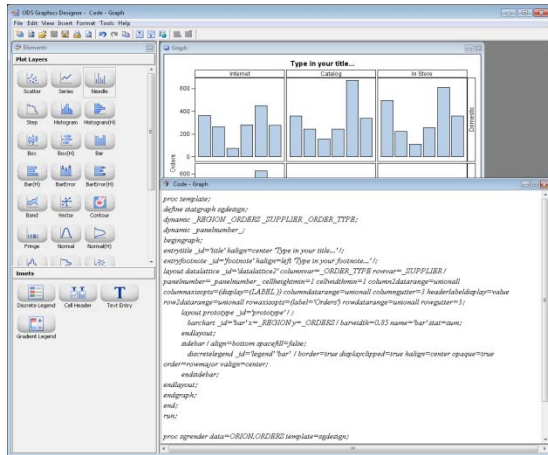 ODS Graphics Designer - Code - Graph
File Edit View Insert Format Tools Help
Elements
Plot Layers
Scatter Series Needle
Step Histogram Histogram(H)
Box Box(H) Bar
Bar(H) BarError BarError(H)
Band Vector Contour
Fringe Normal Normal(H)
Insets
Discrete Legend Cell Header Text Entry
Gradient Legend
Graph
Type in your title...
Internet Catalog In Store
600
400
200
0
600
Orders
Domestic
Code - Graph
proc template;
define statgraph sgdesign;
dynamic _REGION _ORDERS _SUPPLIER _ORDER_TYPE;
dynamic _panelnumber_;
begingraph;
entrytitle _id='title' halign=center 'Type in your title...' /;
entryfootnote _id='footnote' halign=left 'Type in your footnote...' /;
layout datalattice _id='datalattice2' columnvar=_ORDER_TYPE rowvar=_SUPPLIER /
panelnumber=_panelnumber_ cellheightmin=1 cellwidthmin=1 column2datarange=unionall
columnaxisopts=(display=(LABEL)) columndatarange=unionall columngutter=3 headerlabeldisplay=value
row2datarange=unionall rowaxisopts=(label='Orders') rowdatarange=unionall rowgutter=3;
layout prototype _id='prototype' / ;
barchart _id='bar' x=_REGION y=_ORDERS / barwidth=0.85 name='bar' stat=sum;
endlayout;
sidebar / align=bottom spacefill=false;
discretelegend _id='legend' 'bar' / border=true displayclipped=true halign=center opaque=true
order=rowmajor valign=center;
endsidebar;
endlayout;
endgraph;
end;
run;
proc sgrender data=ORION.ORDERS template=sgdesign;